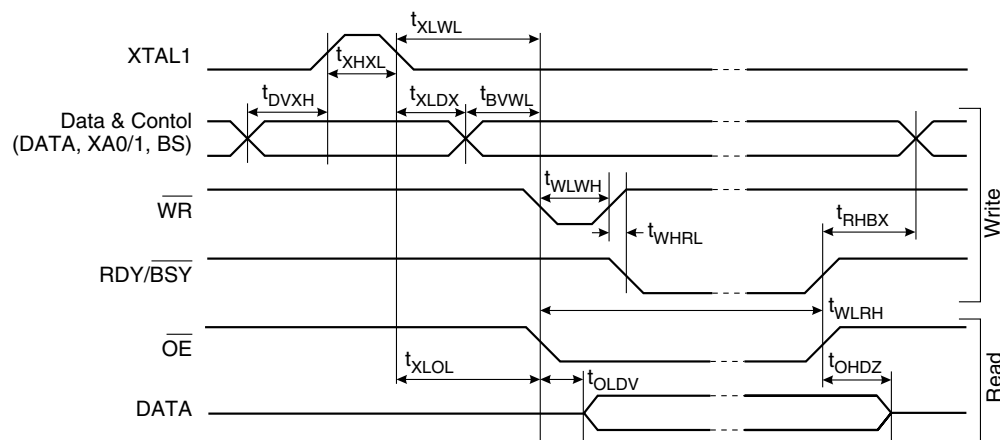 XTAL1
tXLWL
tXHXL
tDVXH
tXLDX
tBVWL
Data & Contol
(DATA, XA0/1, BS)
WR
tWLWH
tWHRL
tRHBX
Write
RDY/BSY
tWLRH
OE
tXLOL
tOLDV
tOHDZ
Read
DATA